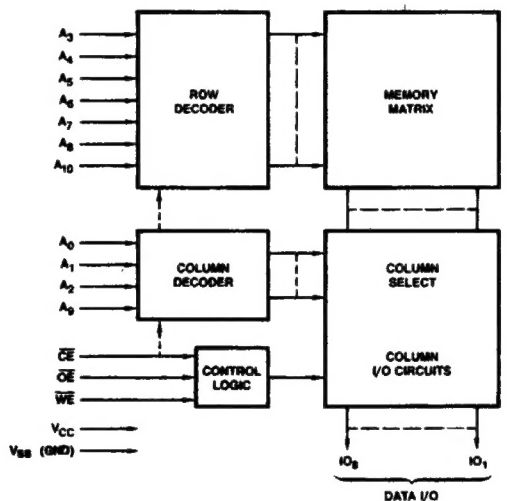 A3
A4
A5
A6
A7
A8
A10
ROW
DECODER
MEMORY
MATRIX
A0
A1
A2
A9
COLUMN
DECODER
COLUMN
SELECT
COLUMN
I/O CIRCUITS
CE
OE
WE
CONTROL
LOGIC
VCC
VSS (GND)
IO8
IO1
DATA I/O